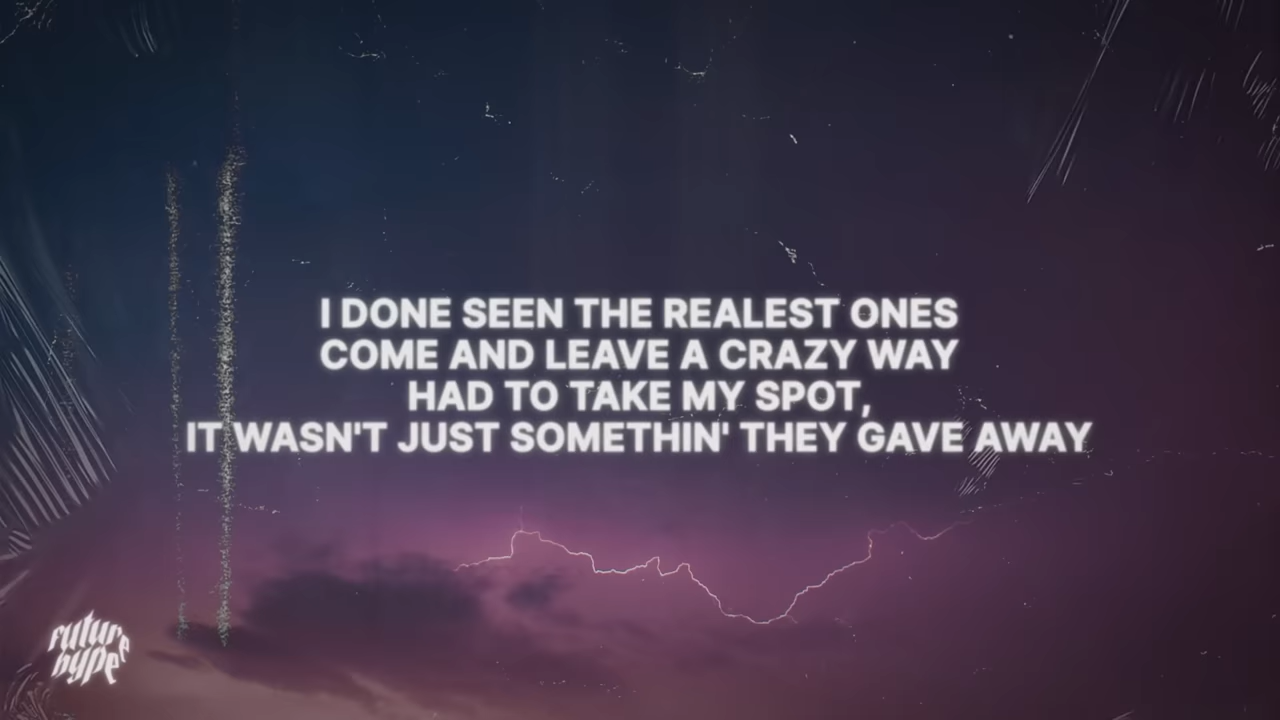 I DONE SEEN THE REALEST ONES
COME AND LEAVE A CRAZY WAY
HAD TO TAKE MY SPOT,
IT WASN'T JUST SOMETHIN' THEY GAVE AWAY
future
hype